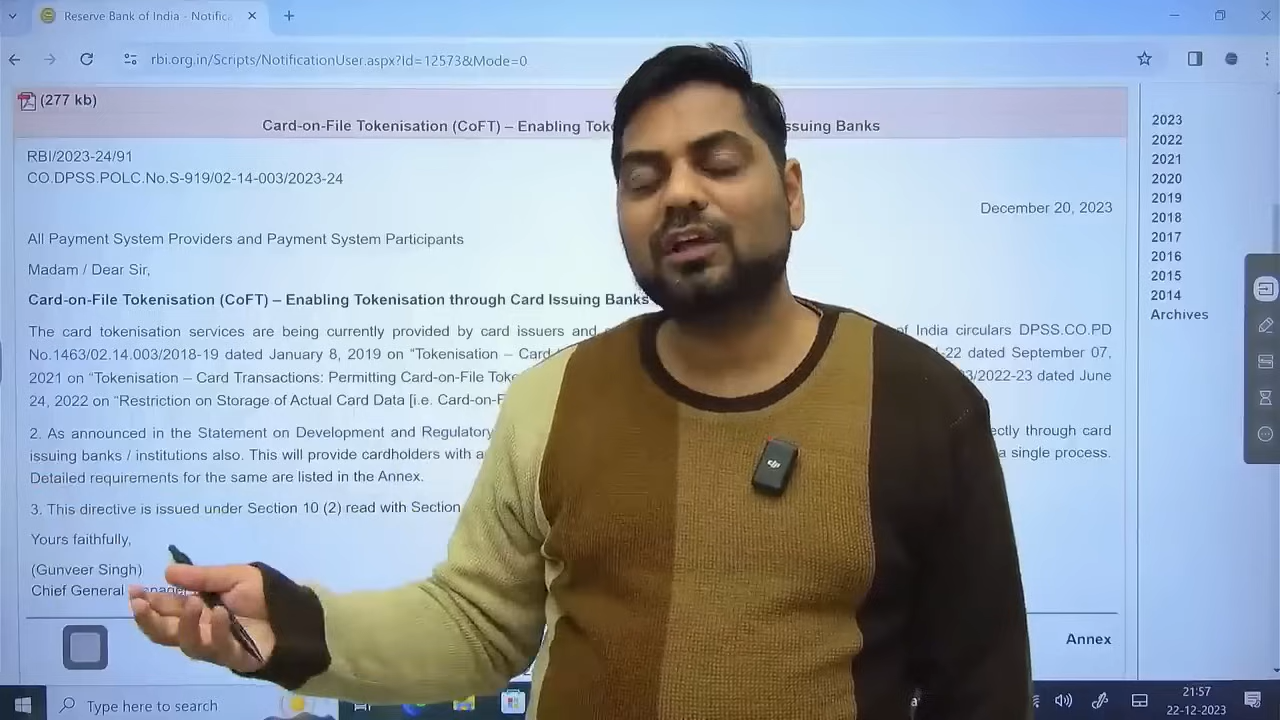 Reserve Bank of India - Notific
rbi.org.in/Scripts/NotificationUser.aspx?Id=12573&Mode=0
(277 kb)
Card-on-File Tokenisation (CoFT) – Enabling Issuing Banks
RBI/2023-24/91
CO.DPSS.POLC.No.S-919/02-14-003/2023-24
December 20, 2023
All Payment System Providers and Payment System Participants
Madam / Dear Sir,
Card-on-File Tokenisation (CoFT) – Enabling Tokenisation through Card Issuing Banks
The card tokenisation services are being currently provided by card issuers and of India circulars DPSS.CO.PD
No.1463/02.14.003/2018-19 dated January 8, 2019 on “Tokenisation – Card -22 dated September 07,
2021 on “Tokenisation – Card Transactions: Permitting Card-on-File 03/2022-23 dated June
24, 2022 on “Restriction on Storage of Actual Card Data [i.e.
2. As announced in the Statement on Development and Regulatory card
issuing banks / institutions also. This will provide cardholders with a single process.
Detailed requirements for the same are listed in the Annex.
3. This directive is issued under Section 10 (2) read with Section
Yours faithfully,
(Gunveer Singh)
Chief General
Annex
2023
2022
2021
2020
2019
2018
2017
2016
2015
2014
Archives
dji
Type here to search
21:57
22-12-2023